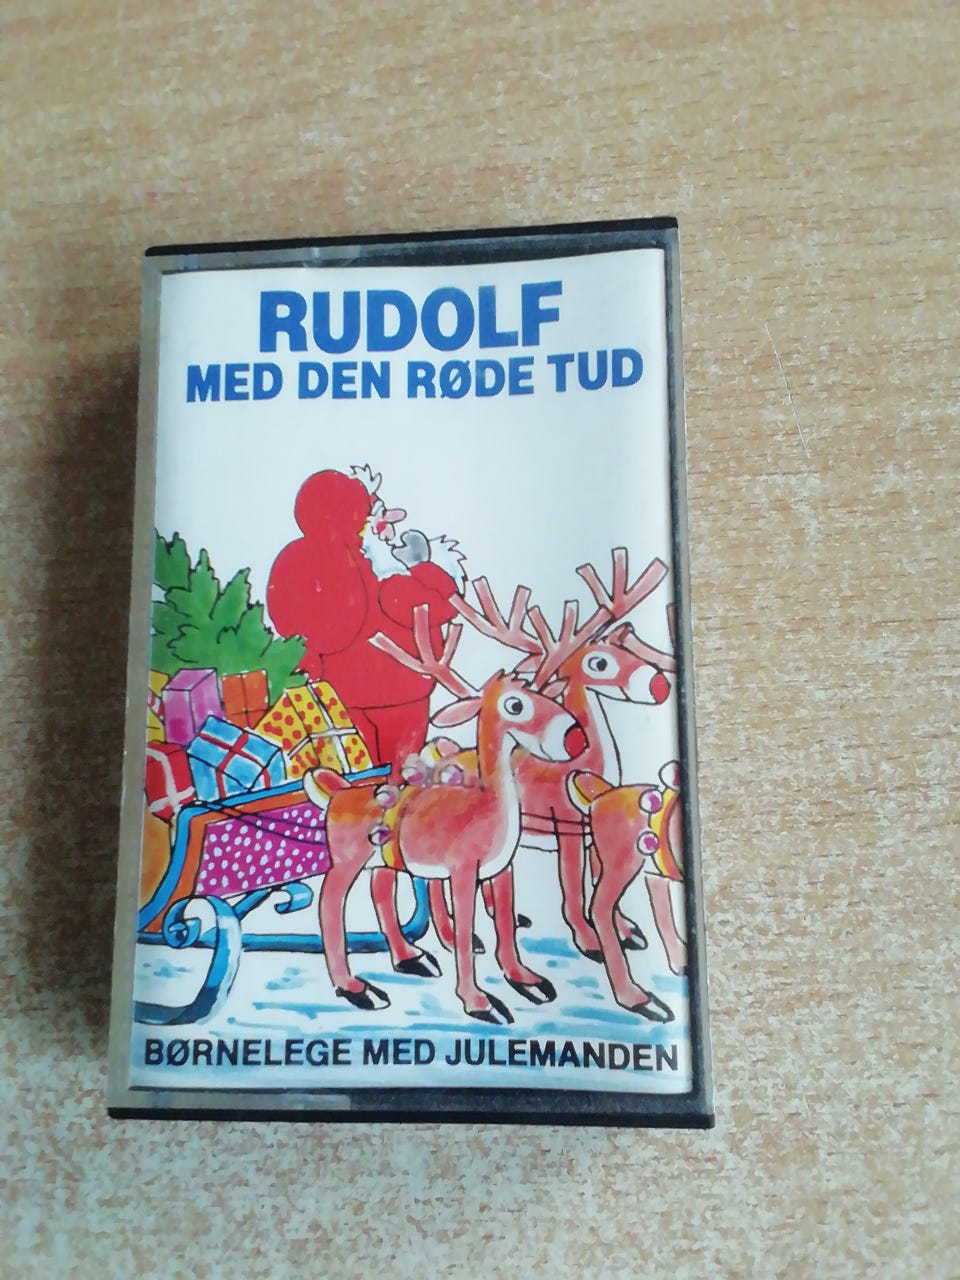 RUDOLF
MED DEN RØDE TUD
BØRNELEGE MED JULEMANDEN